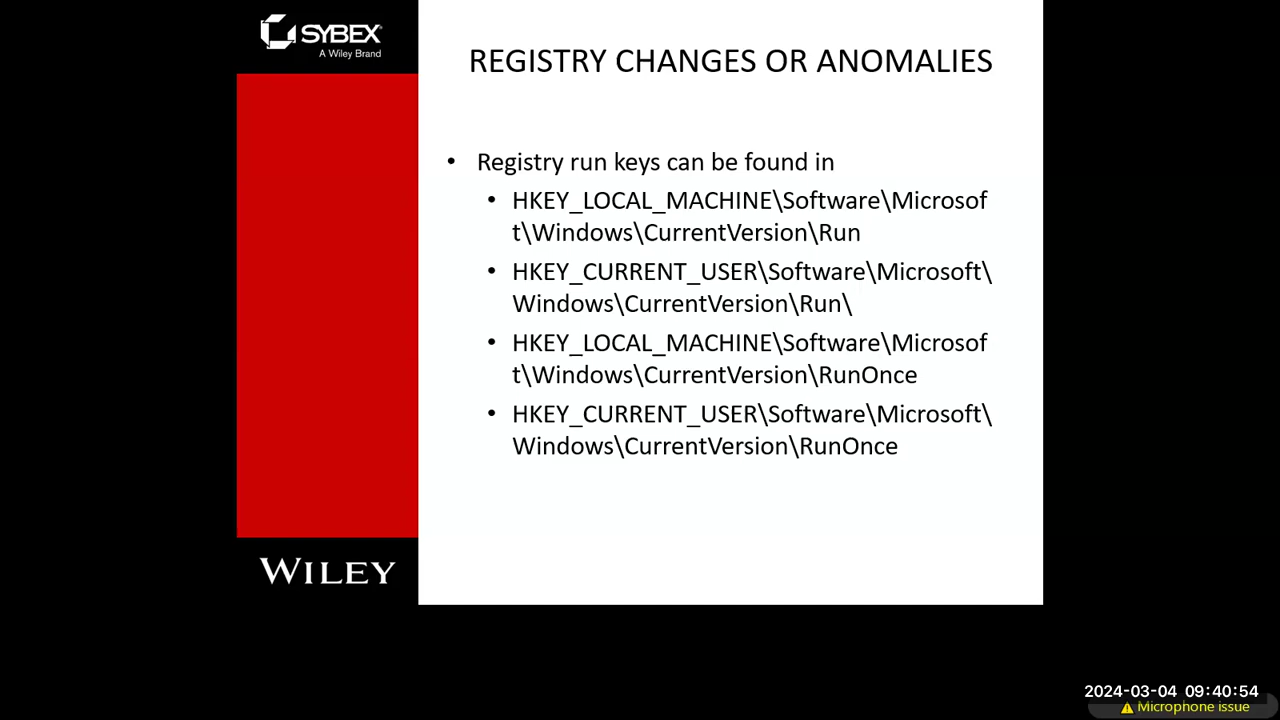 SYBEX
A Wiley Brand
REGISTRY CHANGES OR ANOMALIES
• Registry run keys can be found in
• HKEY_LOCAL_MACHINE\Software\Microsof
t\Windows\CurrentVersion\Run
• HKEY_CURRENT_USER\Software\Microsoft\
Windows\CurrentVersion\Run\
• HKEY_LOCAL_MACHINE\Software\Microsof
t\Windows\CurrentVersion\RunOnce
• HKEY_CURRENT_USER\Software\Microsoft\
Windows\CurrentVersion\RunOnce
WILEY
2024-03-04 09:40:54
Microphone issue